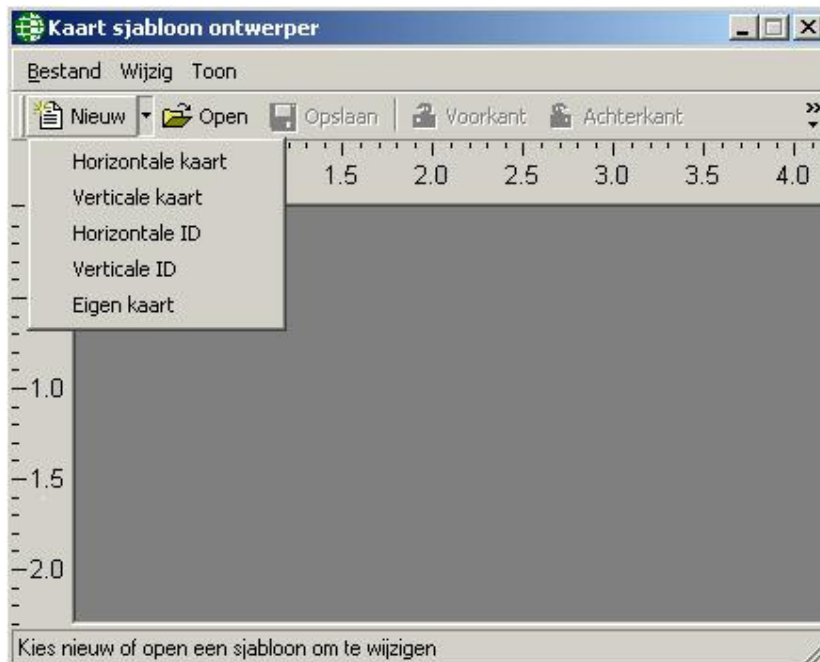 Kaart sjabloon ontwerper
Bestand Wijzig Toon
Nieuw Open Opslaan Voorkant Achterkant
1.5 2.0 2.5 3.0 3.5 4.0
Horizontale kaart
Verticale kaart
Horizontale ID
Verticale ID
Eigen kaart
1.0
1.5
2.0
Kies nieuw of open een sjabloon om te wijzigen